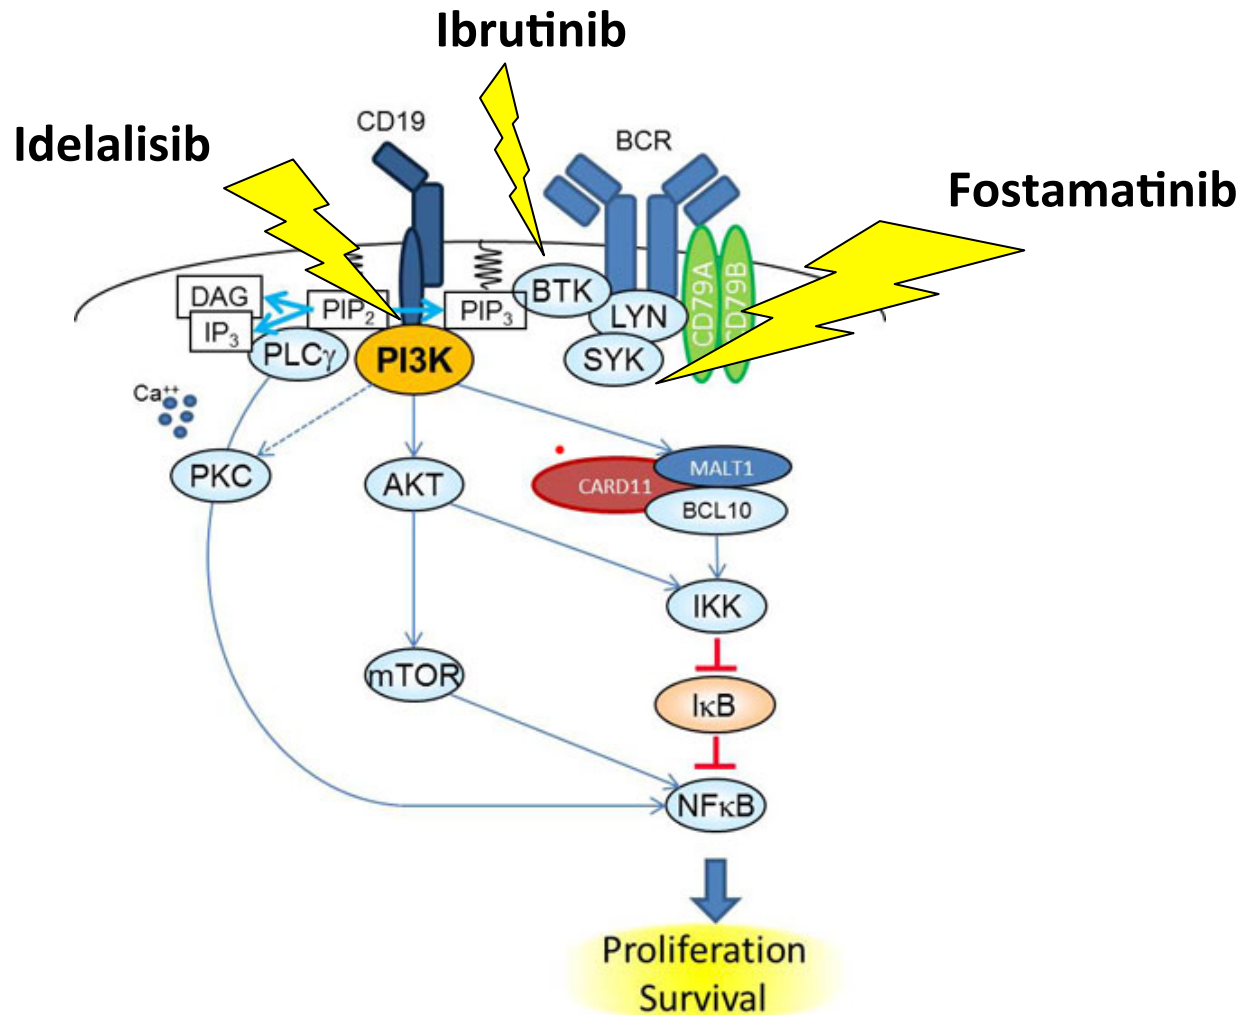 Ibrutinib
Idelalisib
CD19
BCR
Fostamatinib
DAG
PIP2
PIP3
BTK
IP3
LYN
CD79A
CD79B
PLCγ
PI3K
SYK
Ca++
PKC
AKT
MALT1
CARD11
BCL10
IKK
mTOR
IκB
NFκB
Proliferation
Survival